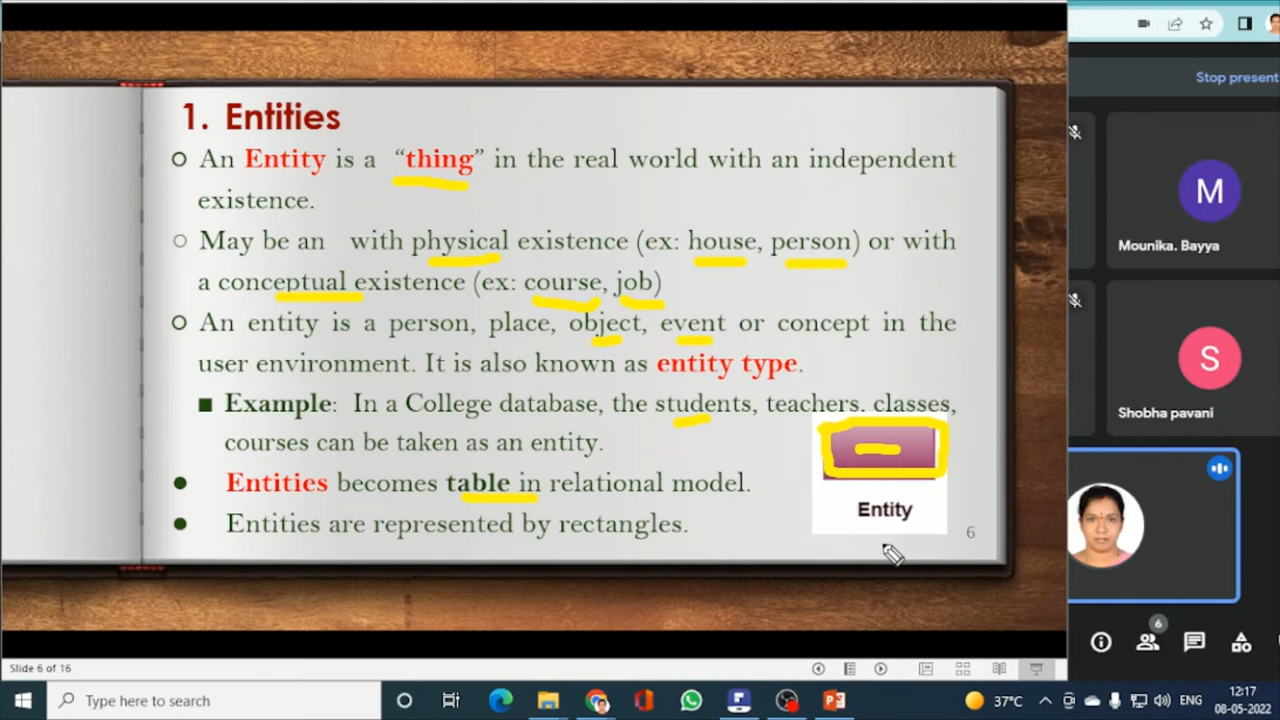 Stop present
1. Entities
An Entity is a “thing” in the real world with an independent
existence.
May be an with physical existence (ex: house, person) or with
a conceptual existence (ex: course, job)
An entity is a person, place, object, event or concept in the
user environment. It is also known as entity type.
Example: In a College database, the students, teachers, classes,
courses can be taken as an entity.
Entities becomes table in relational model.
Entities are represented by rectangles.
Entity
6
M
Mounika. Bayya
S
Shobha pavani
6
Slide 6 of 16
Type here to search
37°C
ENG
12:17
08-05-2022